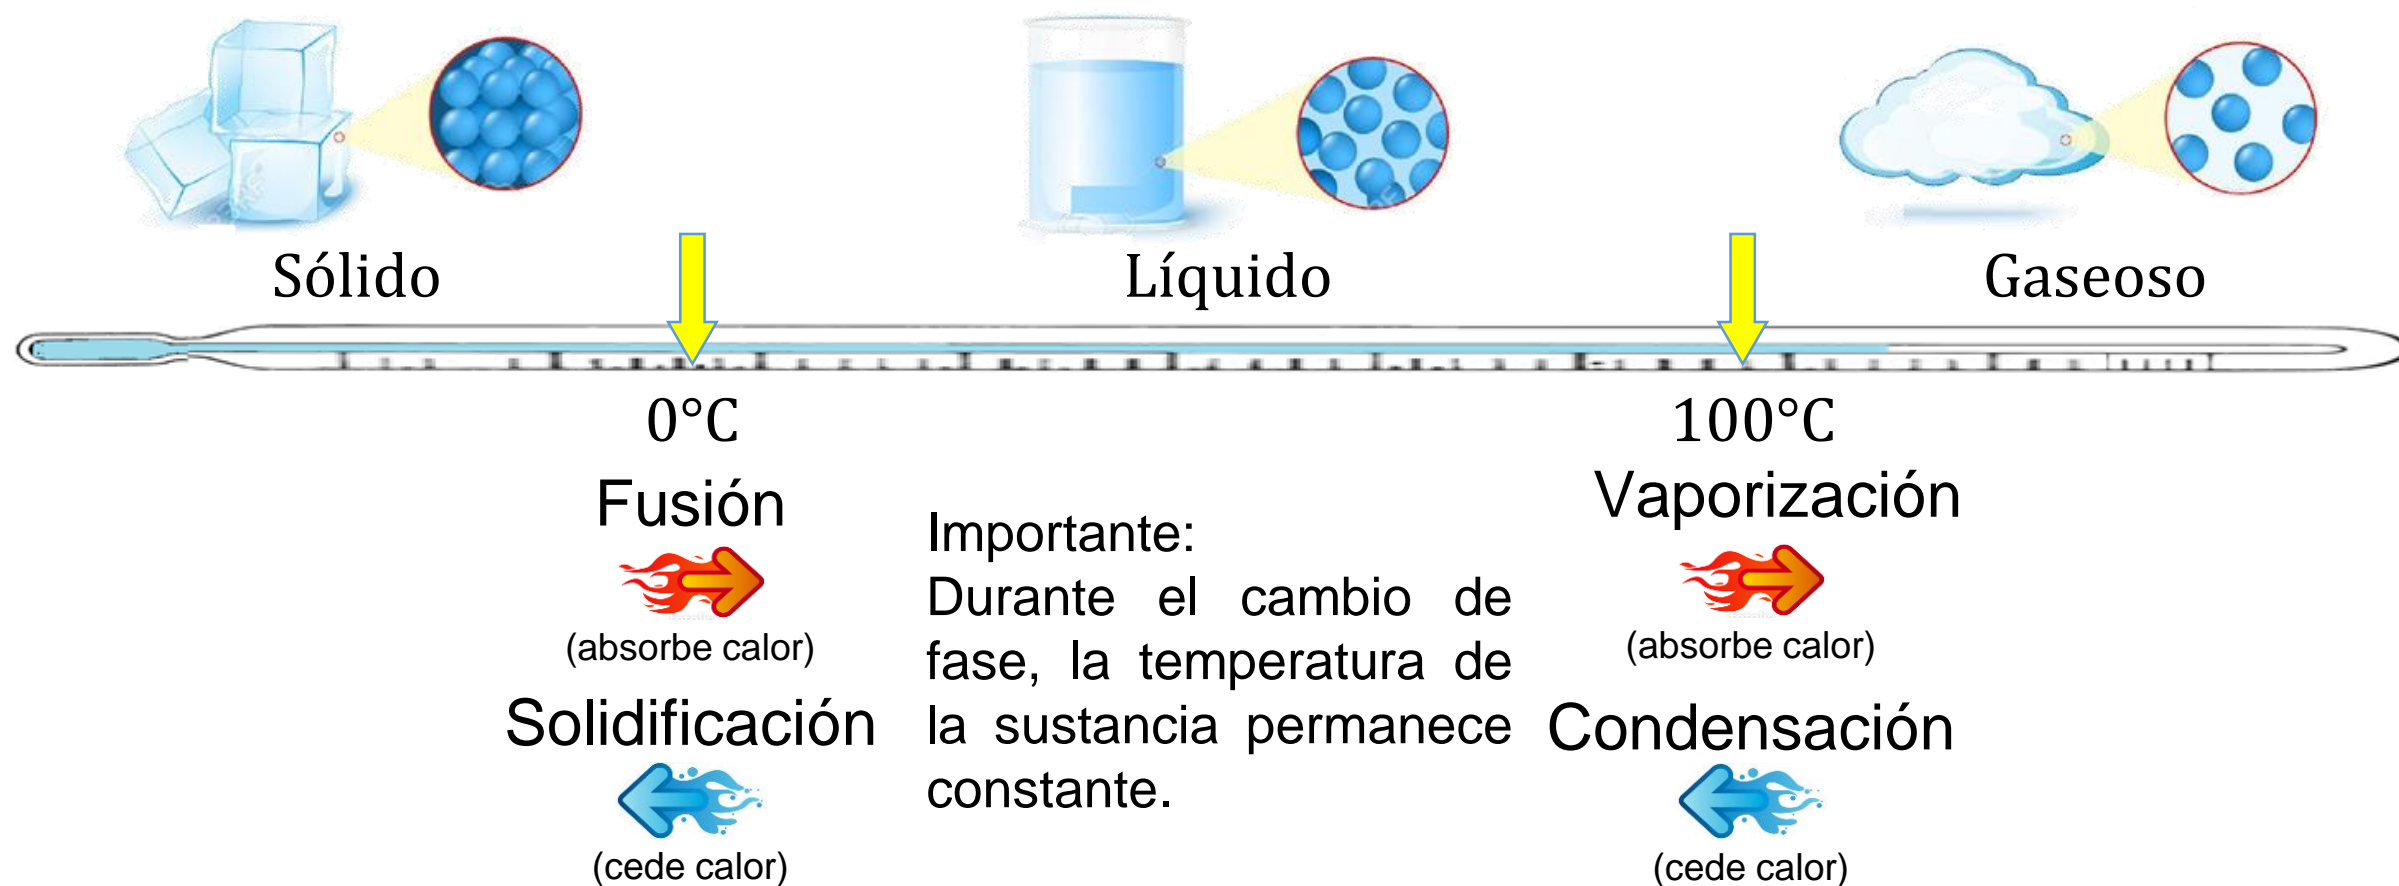 Sólido
Líquido
Gaseoso
0°C
100°C
Fusión
(absorbe calor)
Solidificación
(cede calor)
Importante:
Durante el cambio de
fase, la temperatura de
la sustancia permanece
constante.
Vaporización
(absorbe calor)
Condensación
(cede calor)